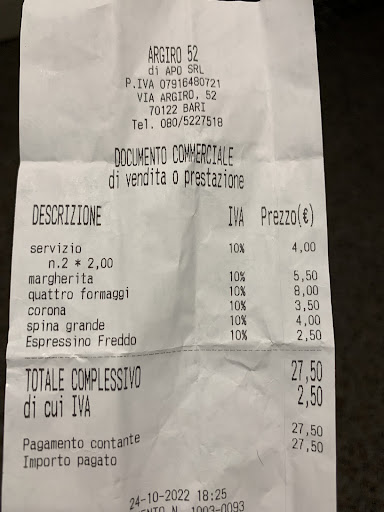 ARGIRO 52
di APO SRL
P.IVA 07916480721
VIA ARGIRO, 52
70122 BARI
Tel. 080/5227518
DOCUMENTO COMMERCIALE
di vendita o prestazione
DESCRIZIONE IVA Prezzo(€)
servizio 10% 4,00
n.2 * 2,00
margherita 10% 5,50
quattro formaggi 10% 8,00
corona 10% 3,50
spina grande 10% 4,00
Espressino Freddo 10% 2,50
TOTALE COMPLESSIVO 27,50
di cui IVA 2,50
Pagamento contante 27,50
Importo pagato 27,50
24-10-2022 18:25
N. 1003-0093